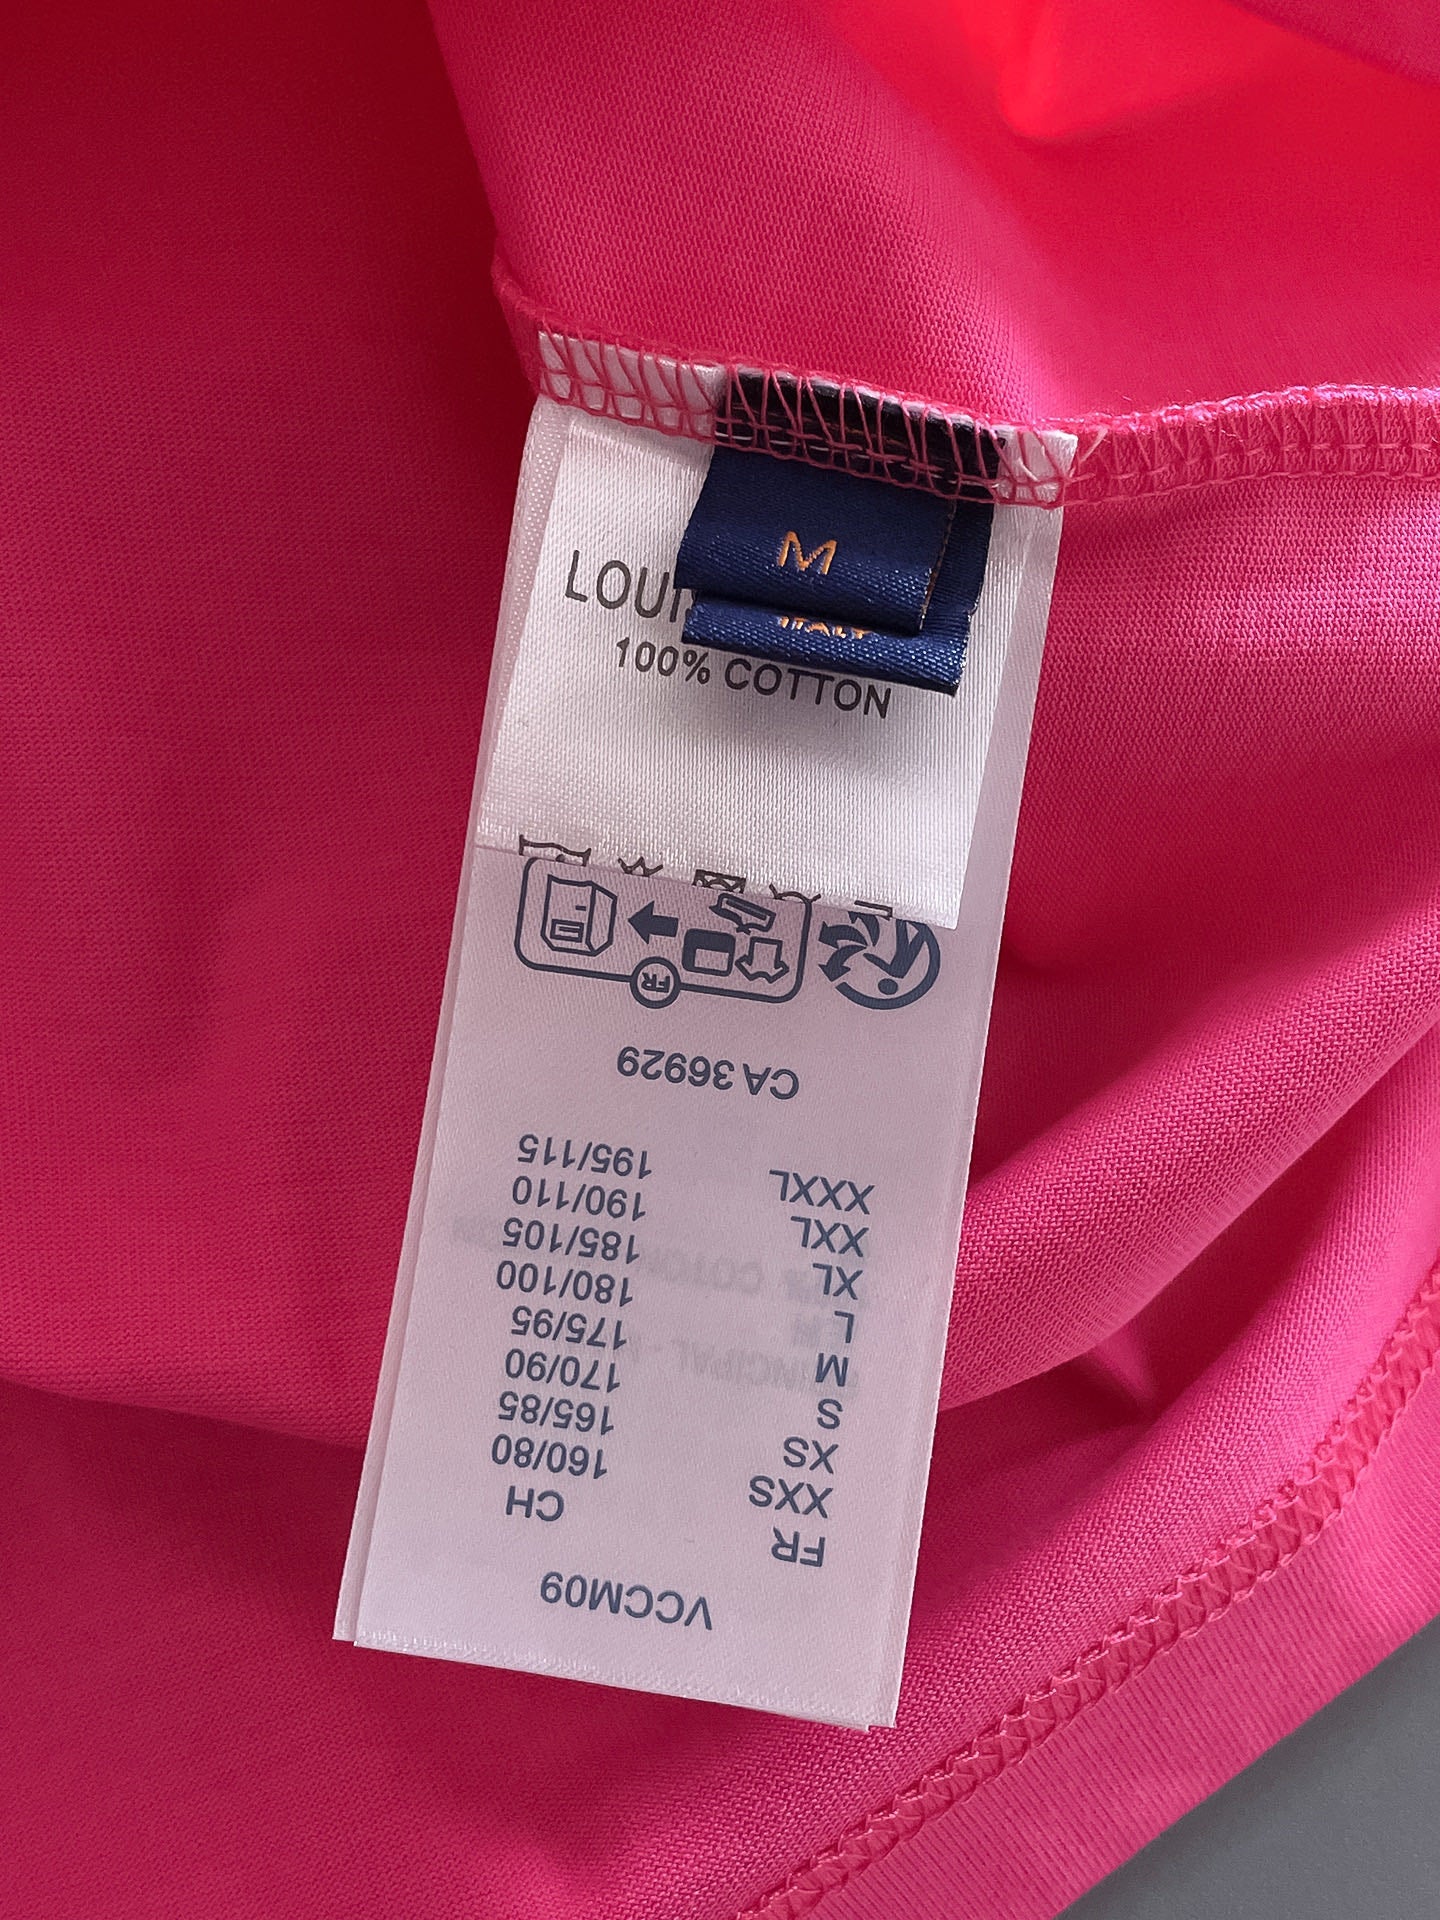 M
ITALY
LOUI
100% COTTON
VCCM09
FR CH
XXS 160/80
XS 165/85
S 170/90
M 175/95
L 180/100
XL 185/105
XXL 190/110
XXXL 195/115
CA 36929
FR